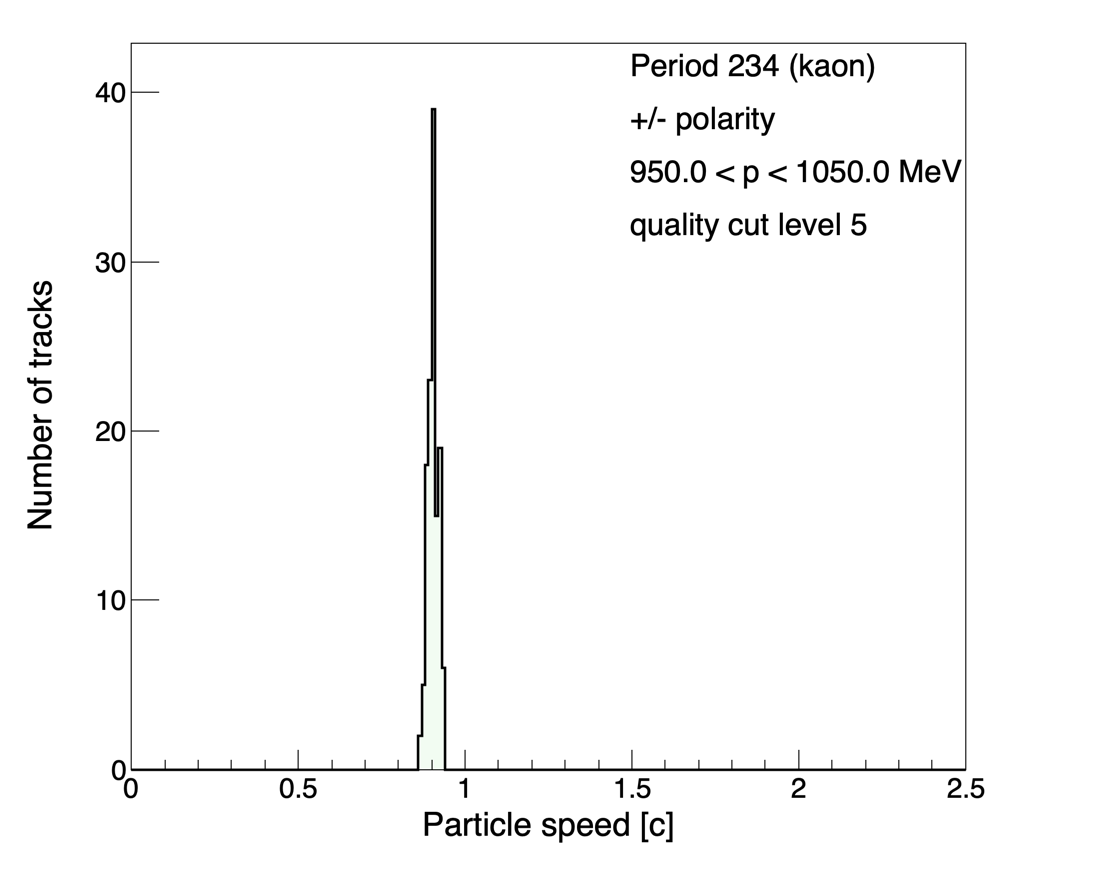 Period 234 (kaon)
+/- polarity
950.0 < p < 1050.0 MeV
quality cut level 5
40
30
20
10
0
Number of tracks
0 0.5 1 1.5 2 2.5
Particle speed [c]